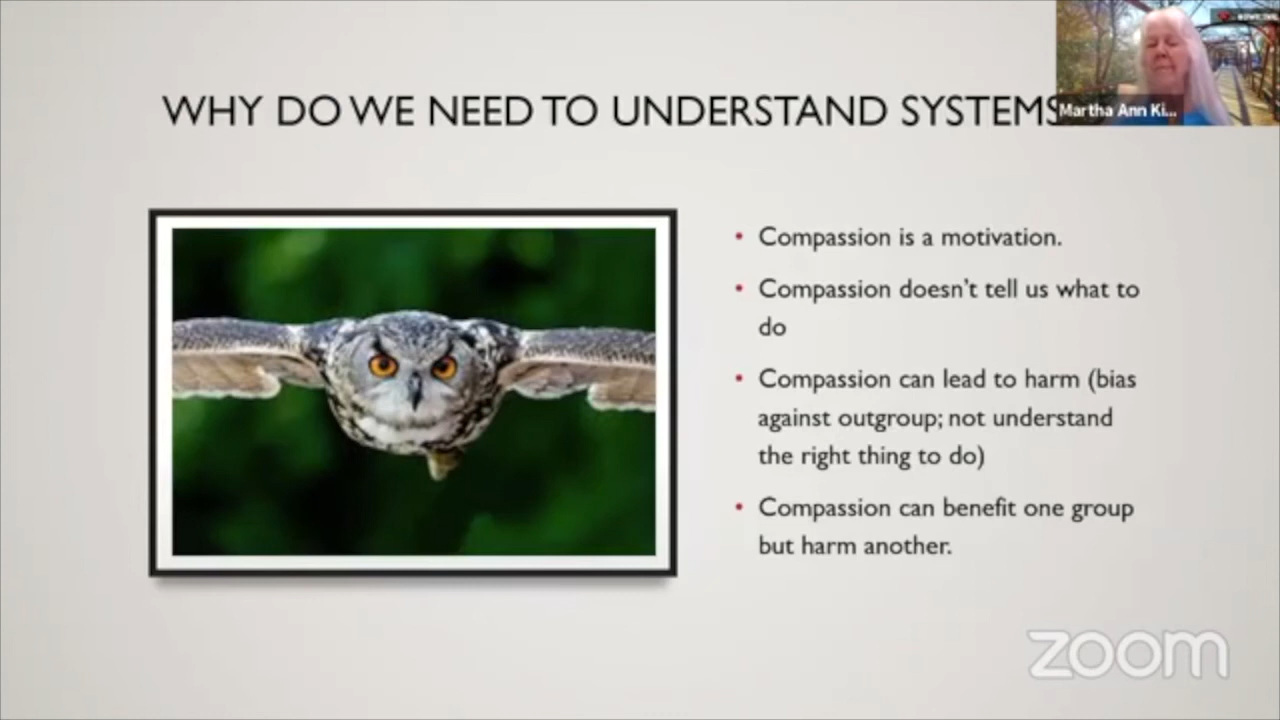 WHY DO WE NEED TO UNDERSTAND SYSTEMS
Martha Ann Ki...
• Compassion is a motivation.
• Compassion doesn't tell us what to
do
• Compassion can lead to harm (bias
against outgroup; not understand
the right thing to do)
• Compassion can benefit one group
but harm another.
zoom